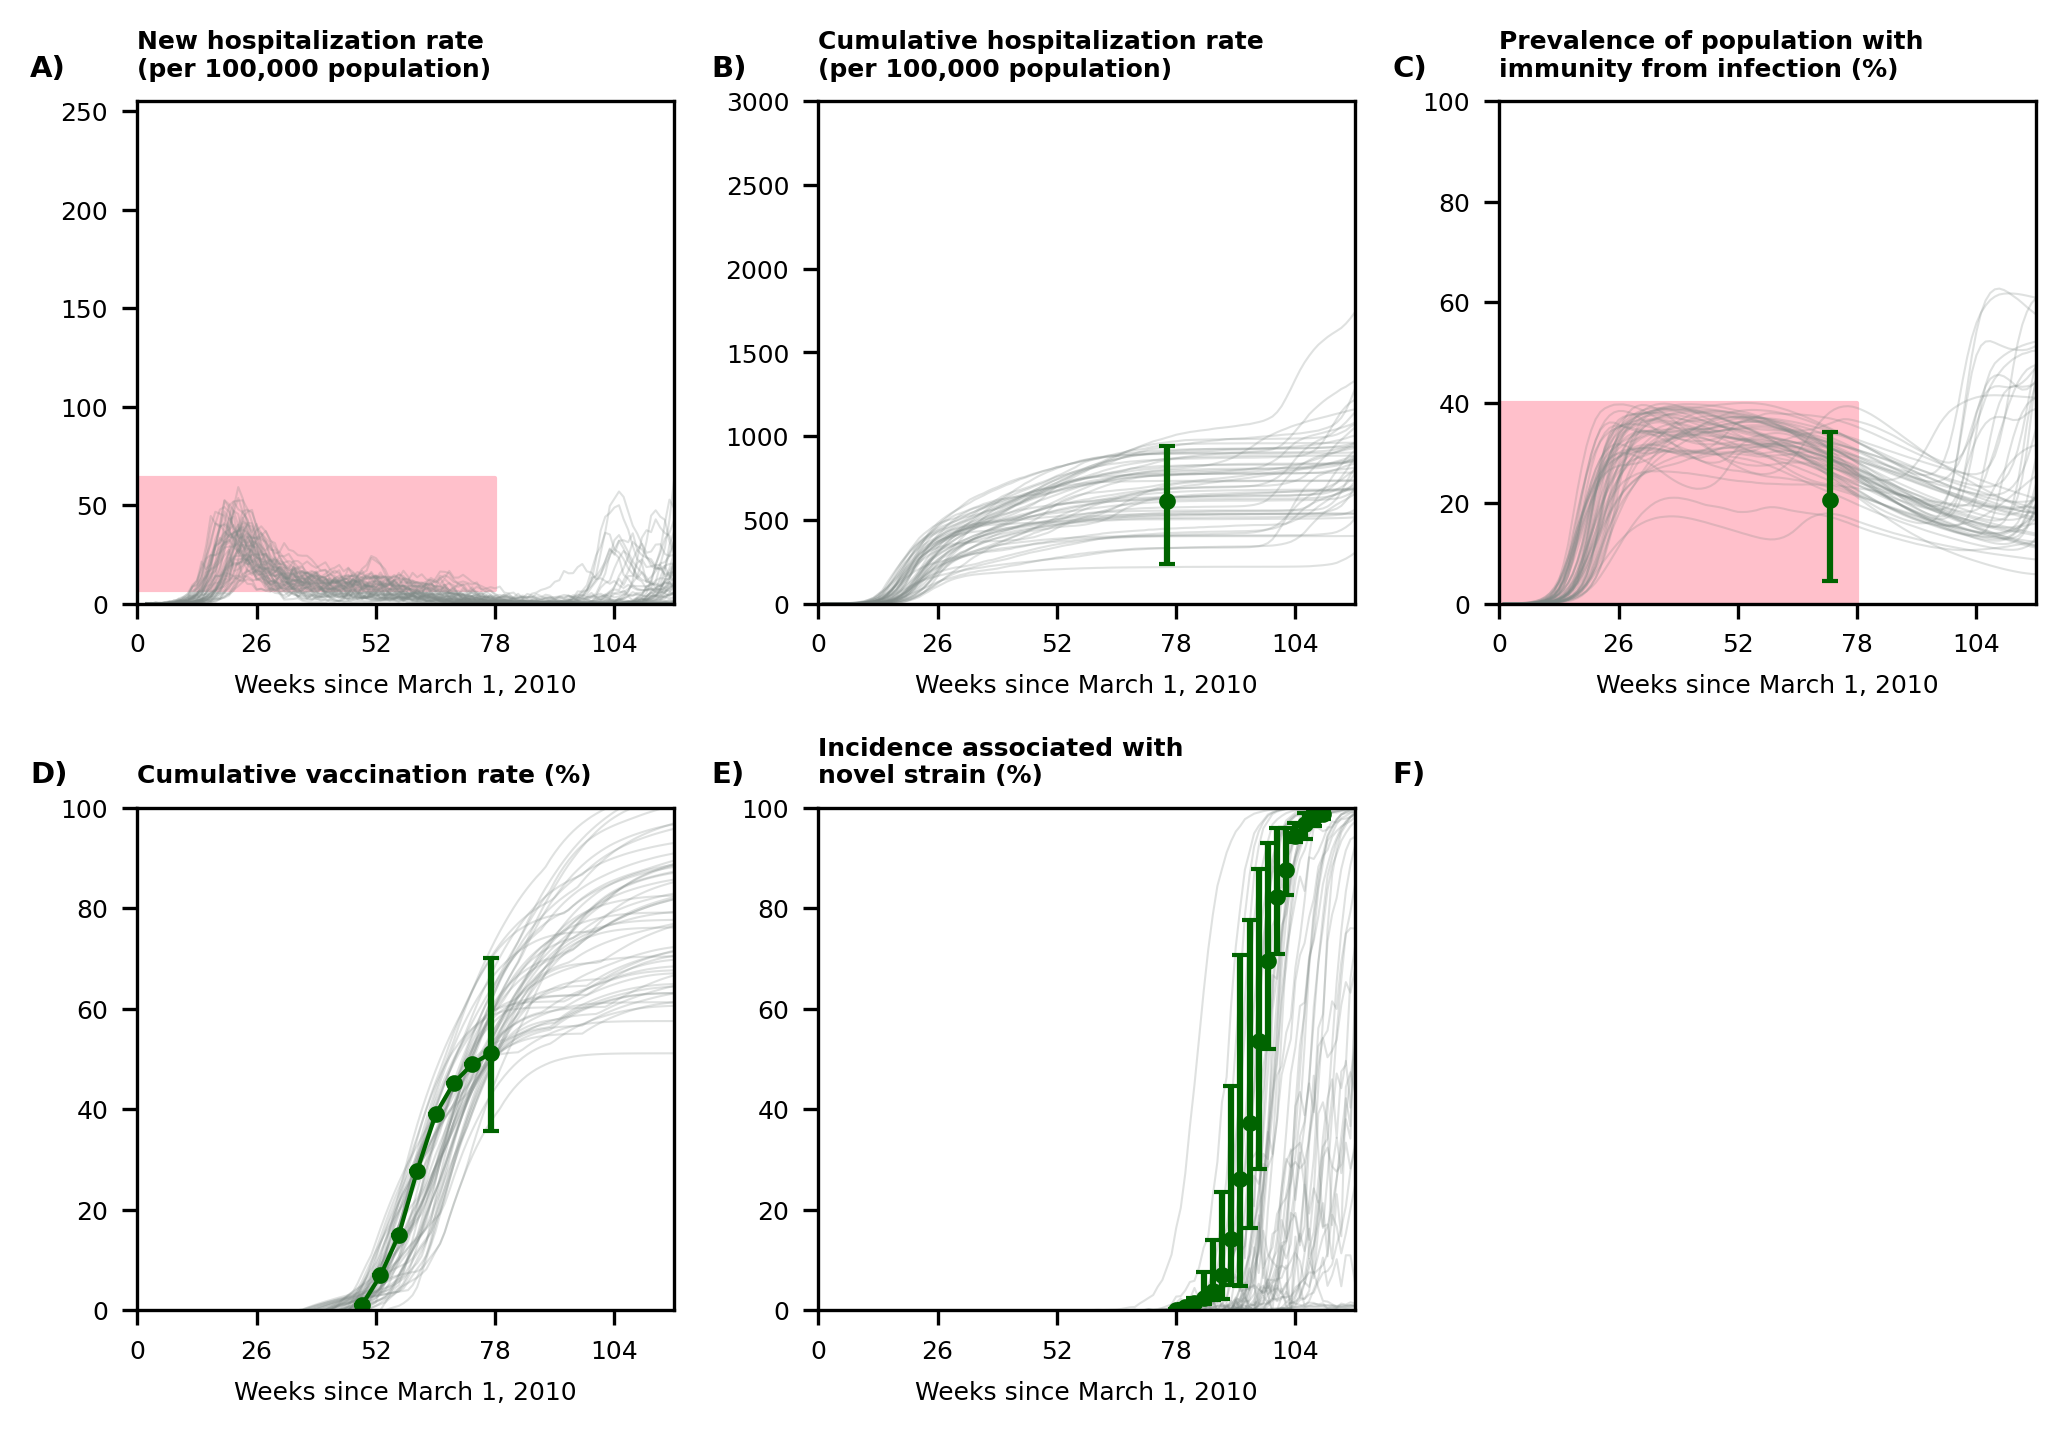 A)
New hospitalization rate
(per 100,000 population)
250
200
150
100
50
0
0 26 52 78 104
Weeks since March 1, 2010
B)
Cumulative hospitalization rate
(per 100,000 population)
3000
2500
2000
1500
1000
500
0
0 26 52 78 104
Weeks since March 1, 2010
C)
Prevalence of population with
immunity from infection (%)
100
80
60
40
20
0
0 26 52 78 104
Weeks since March 1, 2010
D)
Cumulative vaccination rate (%)
100
80
60
40
20
0
0 26 52 78 104
Weeks since March 1, 2010
E)
Incidence associated with
novel strain (%)
100
80
60
40
20
0
0 26 52 78 104
Weeks since March 1, 2010
F)